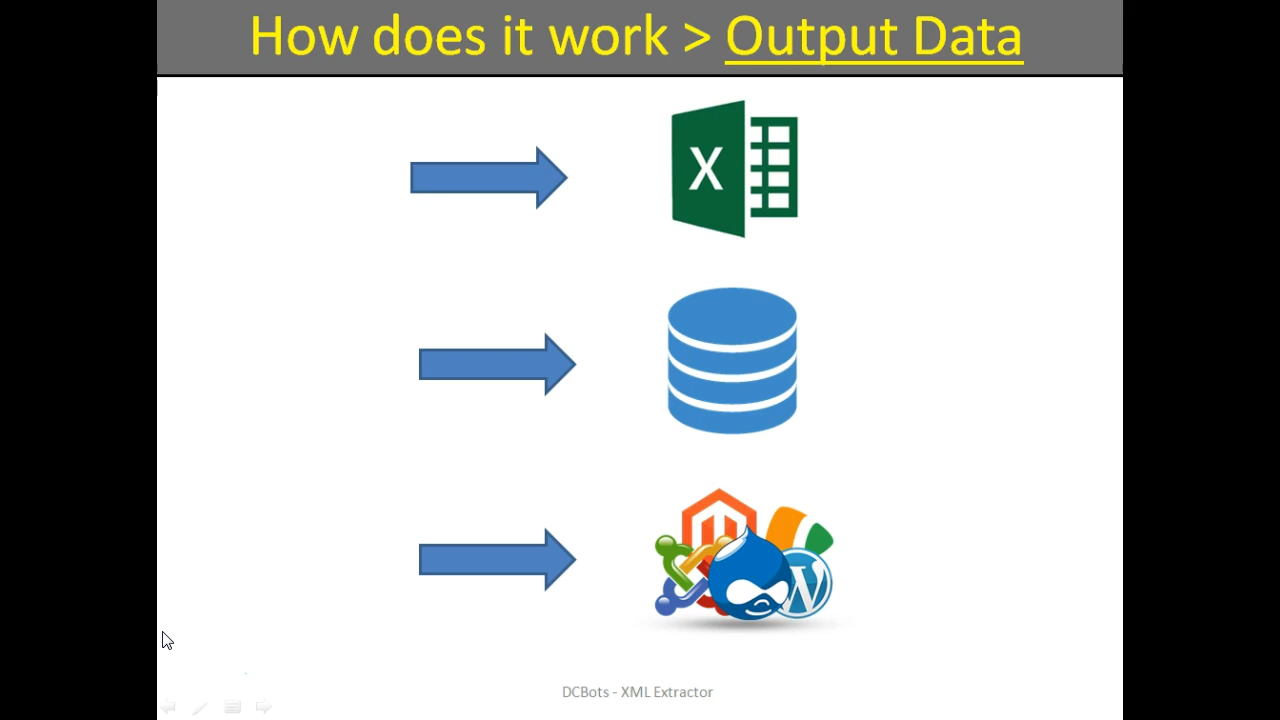 How does it work > Output Data
X
W
DCBots - XML Extractor